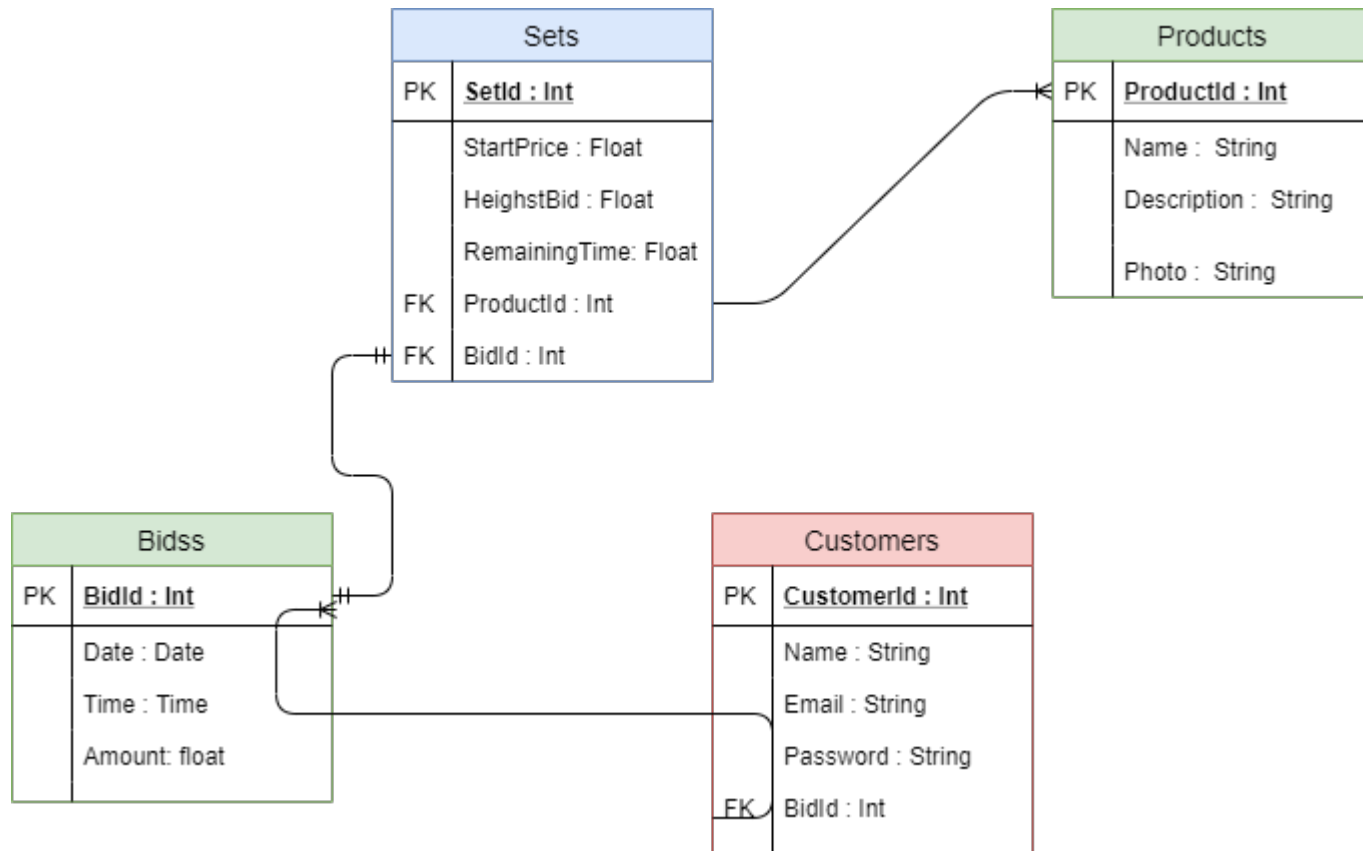 Sets
PK SetId : Int
StartPrice : Float
HeighstBid : Float
RemainingTime: Float
FK ProductId : Int
FK BidId : Int
Products
PK ProductId : Int
Name : String
Description : String
Photo : String
Bidss
PK BidId : Int
Date : Date
Time : Time
Amount: float
Customers
PK CustomerId : Int
Name : String
Email : String
Password : String
FK BidId : Int